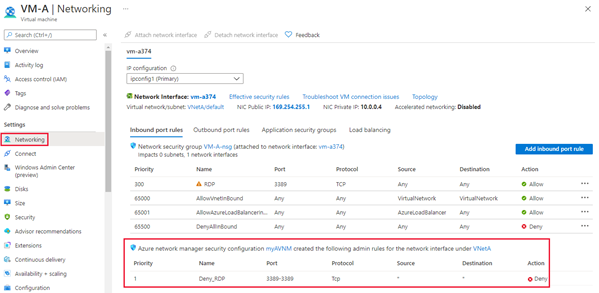 VM-A | Networking ...
Virtual machine
Search (Ctrl+/)
Attach network interface Detach network interface Feedback
Overview
Activity log
Access control (IAM)
Tags
Diagnose and solve problems
Settings
Networking
Connect
Windows Admin Center
(preview)
Disks
Size
Security
Advisor recommendations
Extensions
Continuous delivery
Availability + scaling
Configuration
vm-a374
IP configuration
ipconfig1 (Primary)
Network Interface: vm-a374 Effective security rules Troubleshoot VM connection issues Topology
Virtual network/subnet: VNetA/default NIC Public IP: 169.254.255.1 NIC Private IP: 10.0.0.4 Accelerated networking: Disabled
Inbound port rules Outbound port rules Application security groups Load balancing
Network security group VM-A-nsg (attached to network interface: vm-a374)
Impacts 0 subnets, 1 network interfaces
Add inbound port rule
Priority Name Port Protocol Source Destination Action
300 RDP 3389 TCP Any Any Allow ...
65000 AllowVnetInBound Any Any VirtualNetwork VirtualNetwork Allow ...
65001 AllowAzureLoadBalancerIn... Any Any AzureLoadBalancer Any Allow ...
65500 DenyAllInBound Any Any Any Any Deny ...
Azure network manager security configuration myAVNM created the following admin rules for the network interface under VNetA
Priority Name Port Protocol Source Destination Action
1 Deny_RDP 3389-3389 Tcp * * Deny